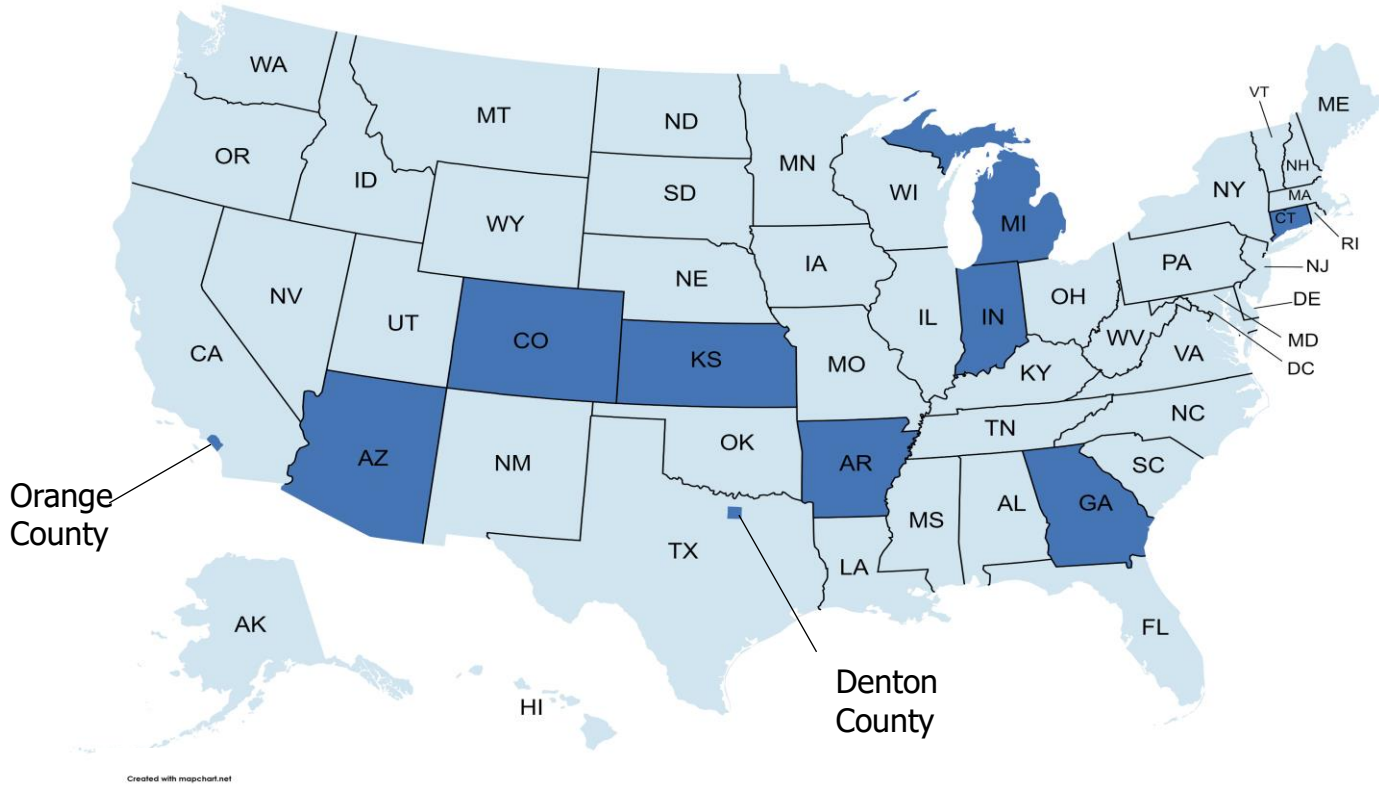 WA
MT
ND
MN
VT
ME
OR
ID
SD
WI
NH
NY
MA
WY
MI
CT
RI
IA
PA
NJ
NE
NV
OH
UT
IL
IN
DE
CO
WV
MD
CA
KS
MO
VA
DC
KY
NC
TN
AZ
OK
NM
AR
SC
Orange
County
MS
AL
GA
TX
LA
AK
FL
Denton
County
HI
Created with mapchart.net